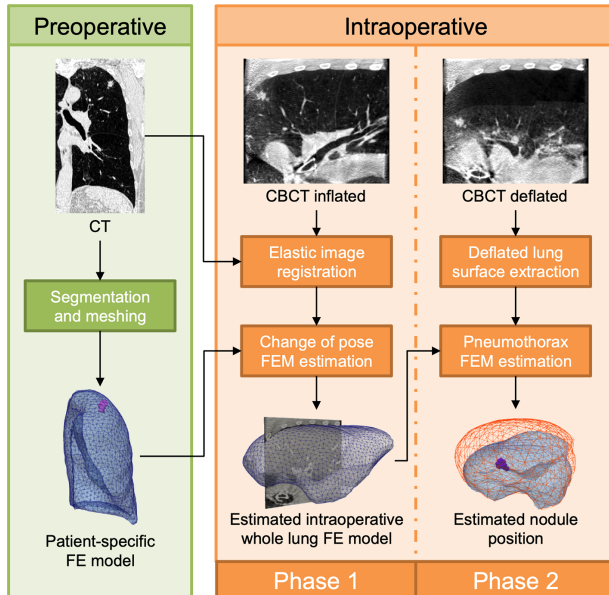 Preoperative
Intraoperative
CT
CBCT inflated
CBCT deflated
Segmentation
and meshing
Elastic image
registration
Deflated lung
surface extraction
Change of pose
FEM estimation
Pneumothorax
FEM estimation
Patient-specific
FE model
Estimated intraoperative
whole lung FE model
Estimated nodule
position
Phase 1
Phase 2